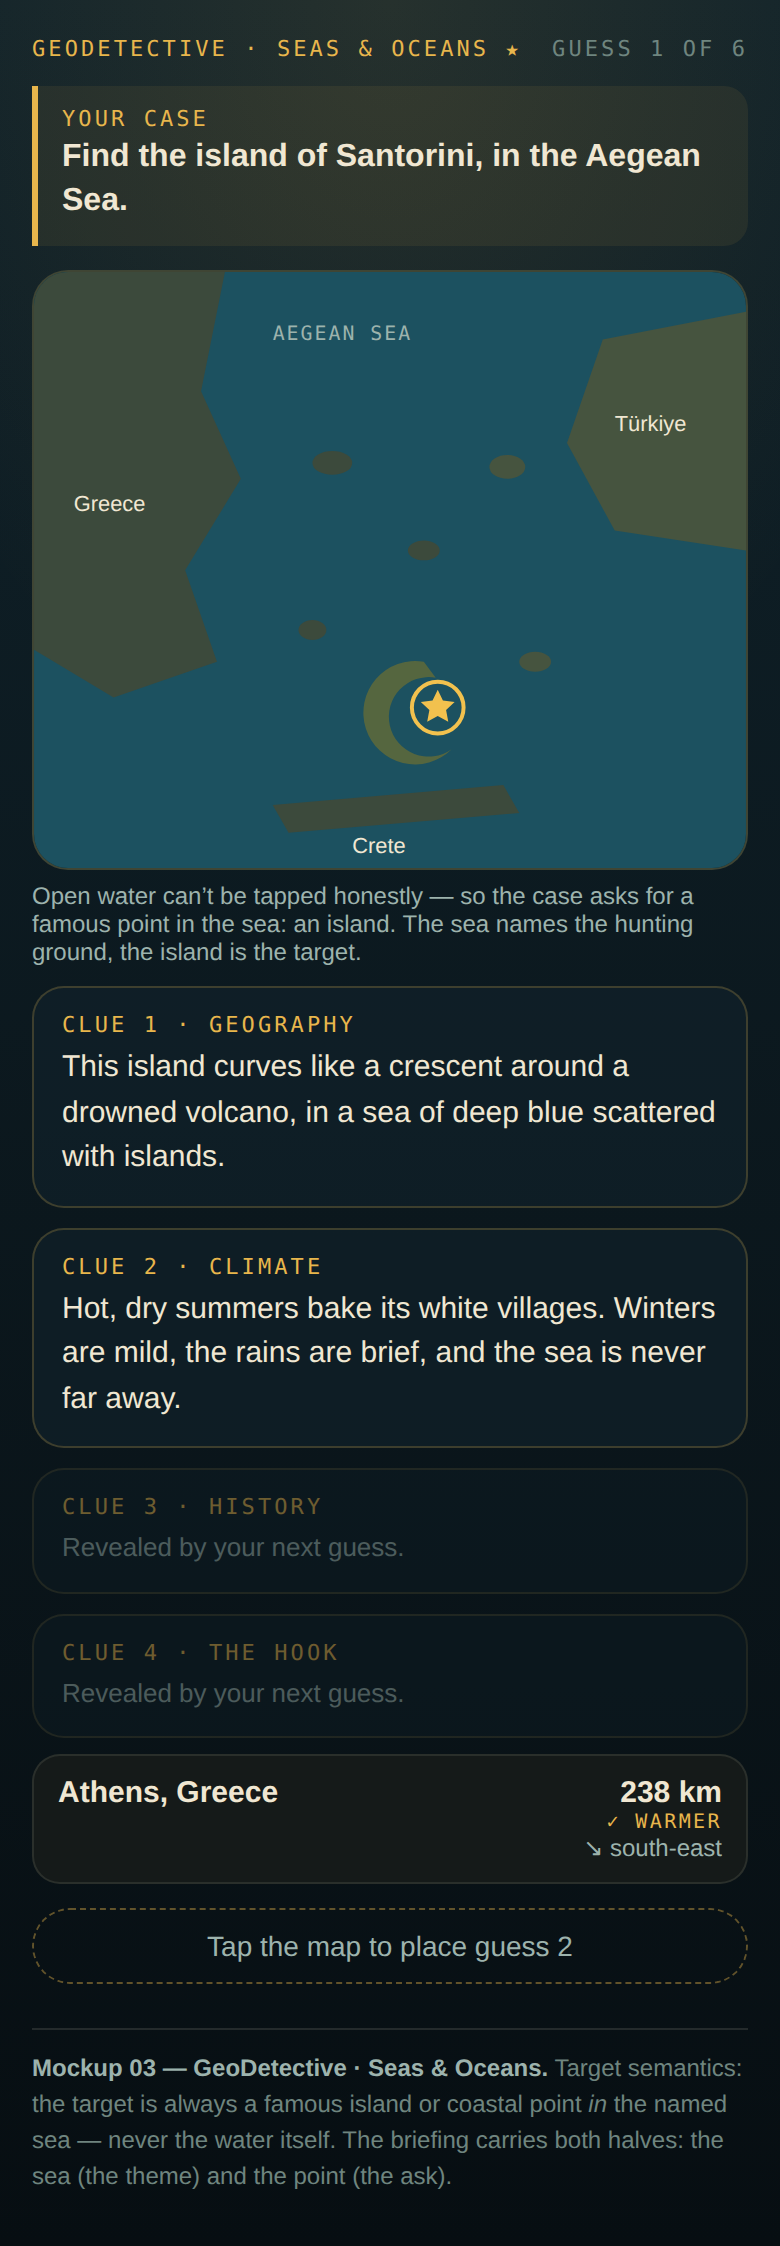 GEODETECTIVE · SEAS & OCEANS ★ GUESS 1 OF 6
YOUR CASE
Find the island of Santorini, in the Aegean
Sea.
AEGEAN SEA
Türkiye
Greece
Crete
Open water can’t be tapped honestly — so the case asks for a
famous point in the sea: an island. The sea names the hunting
ground, the island is the target.
CLUE 1 · GEOGRAPHY
This island curves like a crescent around a
drowned volcano, in a sea of deep blue scattered
with islands.
CLUE 2 · CLIMATE
Hot, dry summers bake its white villages. Winters
are mild, the rains are brief, and the sea is never
far away.
CLUE 3 · HISTORY
Revealed by your next guess.
CLUE 4 · THE HOOK
Revealed by your next guess.
Athens, Greece 238 km
✓ WARMER
↘ south-east
Tap the map to place guess 2
Mockup 03 — GeoDetective · Seas & Oceans. Target semantics:
the target is always a famous island or coastal point in the named
sea — never the water itself. The briefing carries both halves: the
sea (the theme) and the point (the ask).